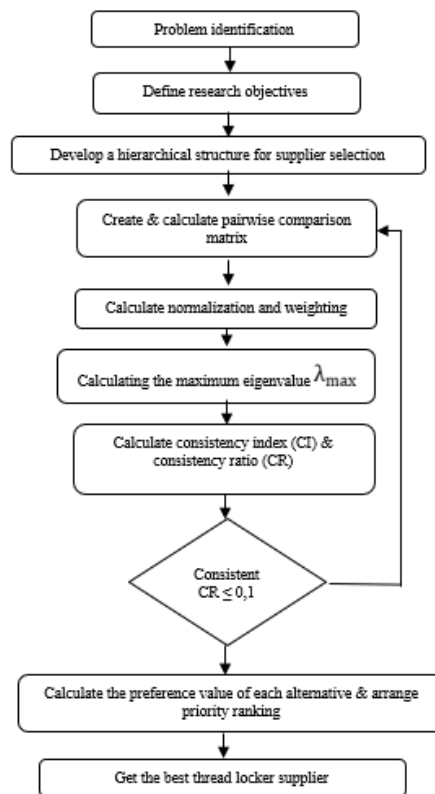 Problem identification
Define research objectives
Develop a hierarchical structure for supplier selection
Create & calculate pairwise comparison
matrix
Calculate normalization and weighting
Calculating the maximum eigenvalue λmax
Calculate consistency index (CI) &
consistency ratio (CR)
Consistent
CR ≤ 0,1
Calculate the preference value of each alternative & arrange
priority ranking
Get the best thread locker supplier